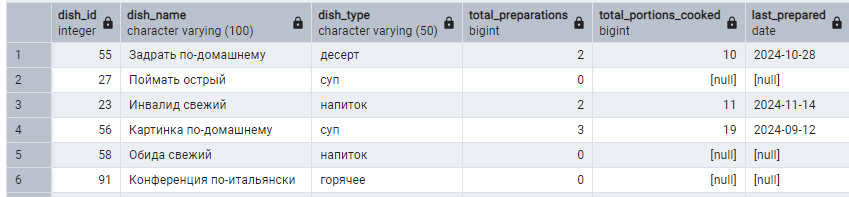 dish_id dish_name dish_type total_preparations total_portions_cooked last_prepared
integer character varying (100) character varying (50) bigint bigint date
1 55 Задрать по-домашнему десерт 2 10 2024-10-28
2 27 Поймать острый суп 0 [null] [null]
3 23 Инвалид свежий напиток 2 11 2024-11-14
4 56 Картинка по-домашнему суп 3 19 2024-09-12
5 58 Обида свежий напиток 0 [null] [null]
6 91 Конференция по-итальянски горячее 0 [null] [null]